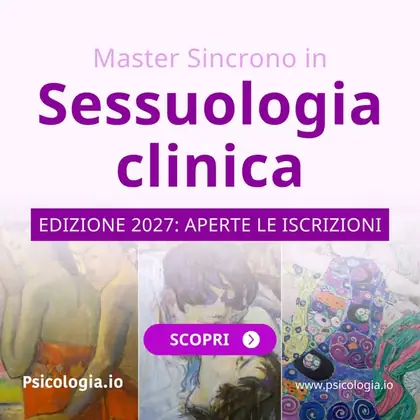 Master Sincrono in
Sessuologia
clinica
EDIZIONE 2027: APERTE LE ISCRIZIONI
SCOPRI
Psicologia.io
www.psicologia.io